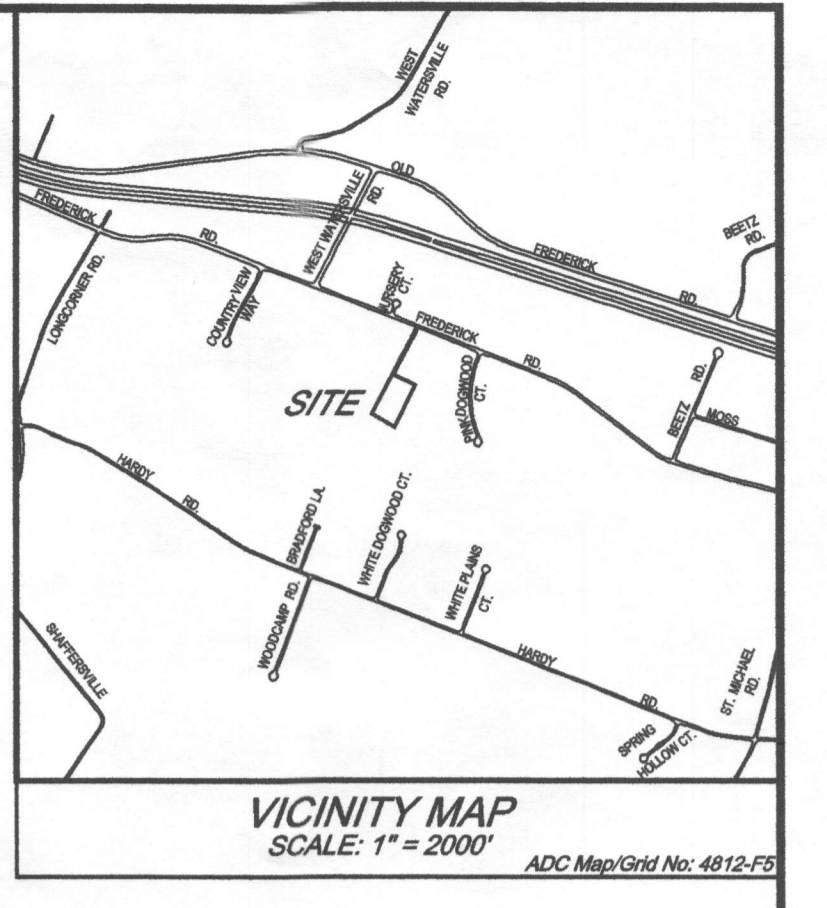 WEST
WATERSVILLE
RD.
OLD
FREDERICK
RD.
BEETZ
RD.
FREDERICK
RD.
WEST WATERSVILLE
RD.
LONGCORNER RD.
COUNTRY VIEW
WAY
NURSERY
CT.
FREDERICK
RD.
PINK DOGWOOD
CT.
BEETZ
RD.
MOSS
SITE
HARDY
RD.
BRADFORD LA.
WHITE DOGWOOD CT.
WHITE PLAINS
CT.
WOODCAMP RD.
HARDY
RD.
SHAFFERSVILLE
ST. MICHAEL
RD.
SPRING
HOLLOW CT.
VICINITY MAP
SCALE: 1" = 2000'
ADC Map/Grid No: 4812-F5